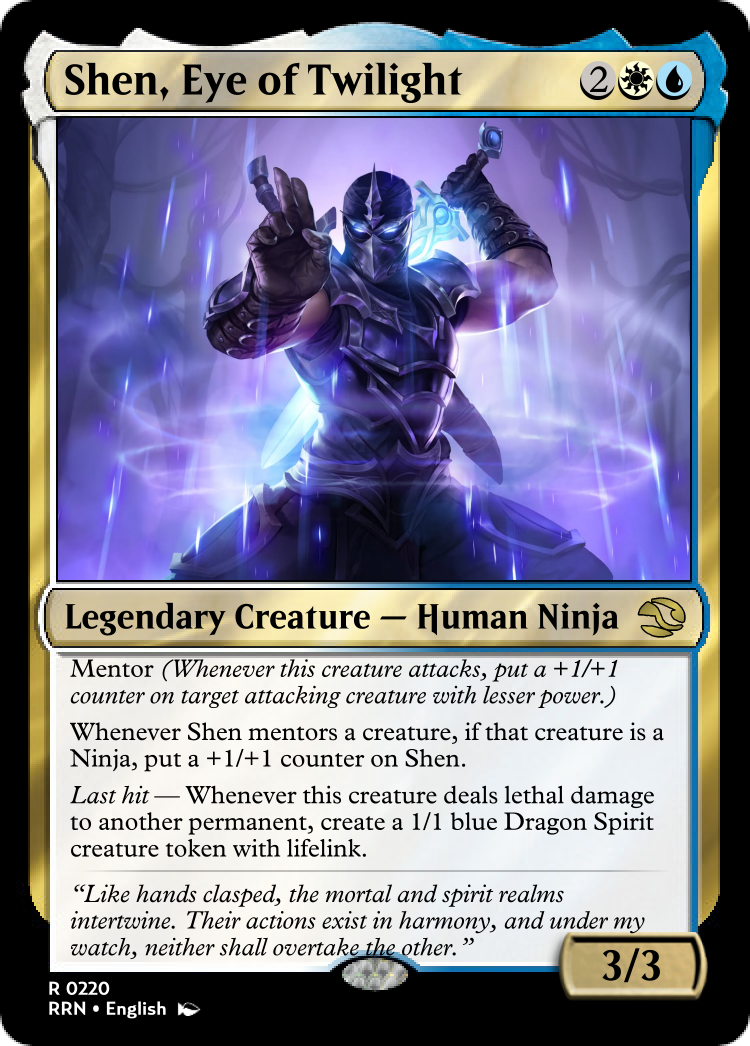 Shen, Eye of Twilight 2
Legendary Creature — Human Ninja
Mentor (Whenever this creature attacks, put a +1/+1
counter on target attacking creature with lesser power.)
Whenever Shen mentors a creature, if that creature is a
Ninja, put a +1/+1 counter on Shen.
Last hit — Whenever this creature deals lethal damage
to another permanent, create a 1/1 blue Dragon Spirit
creature token with lifelink.
“Like hands clasped, the mortal and spirit realms
intertwine. Their actions exist in harmony, and under my
watch, neither shall overtake the other.”
3/3
R 0220
RRN • English